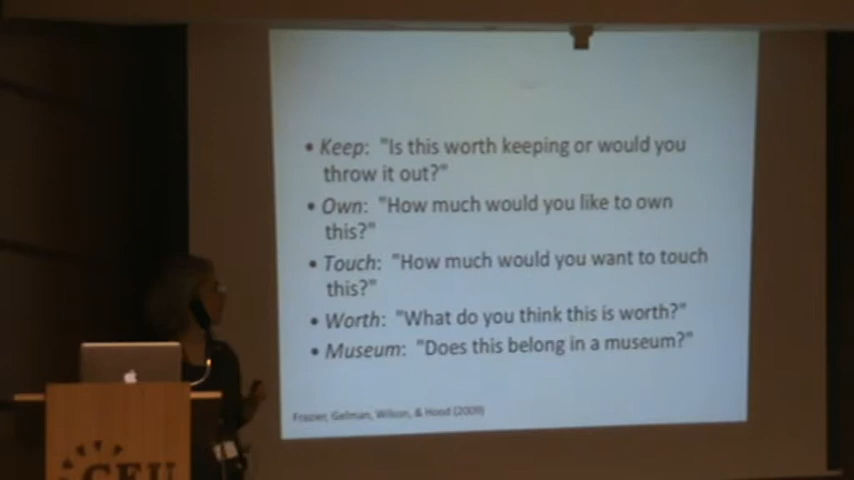 • Keep: "Is this worth keeping or would you
throw it out?"
• Own: "How much would you like to own
this?"
• Touch: "How much would you want to touch
this?"
• Worth: "What do you think this is worth?"
• Museum: "Does this belong in a museum?"
Frazier, Gelman, Wilson, & Hood (2009)
CEU